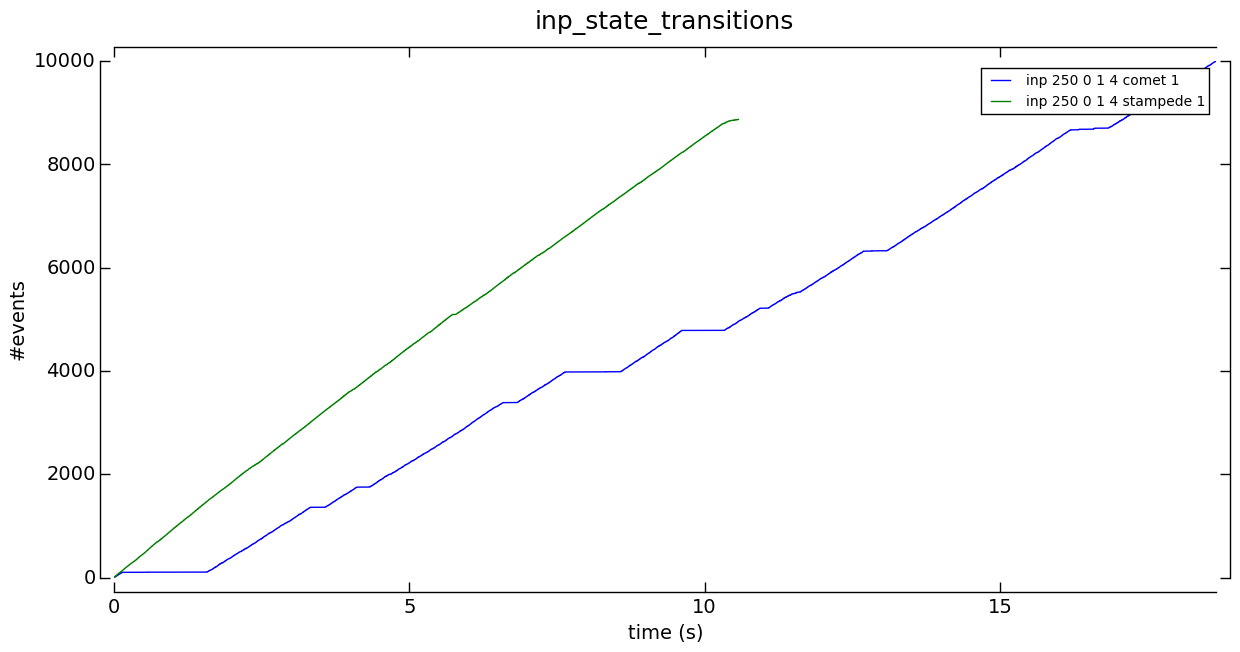 inp_state_transitions
10000
8000
6000
4000
2000
0
#events
inp 250 0 1 4 comet 1
inp 250 0 1 4 stampede 1
0 5 10 15
time (s)